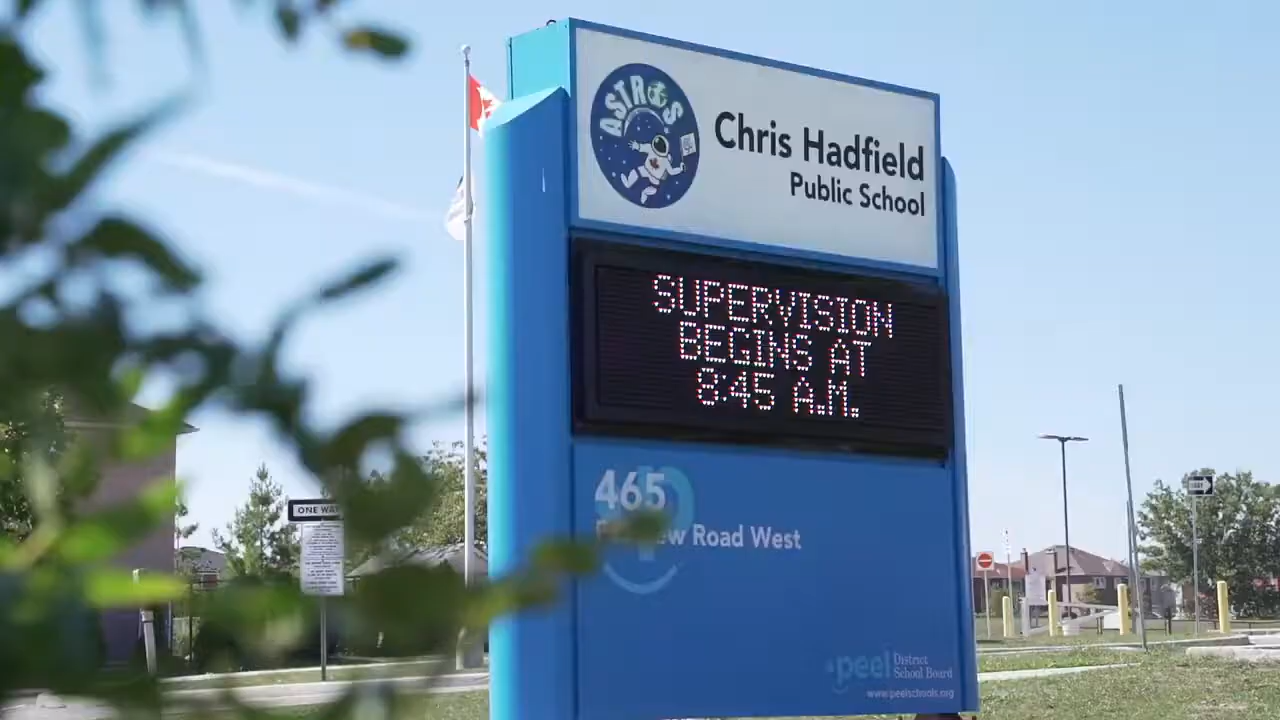 ASTROS
Chris Hadfield
Public School
SUPERVISION
BEGINS AT
8:45 A.M.
465
Road West
ONE WAY
peel District
School Board
www.peelschools.org